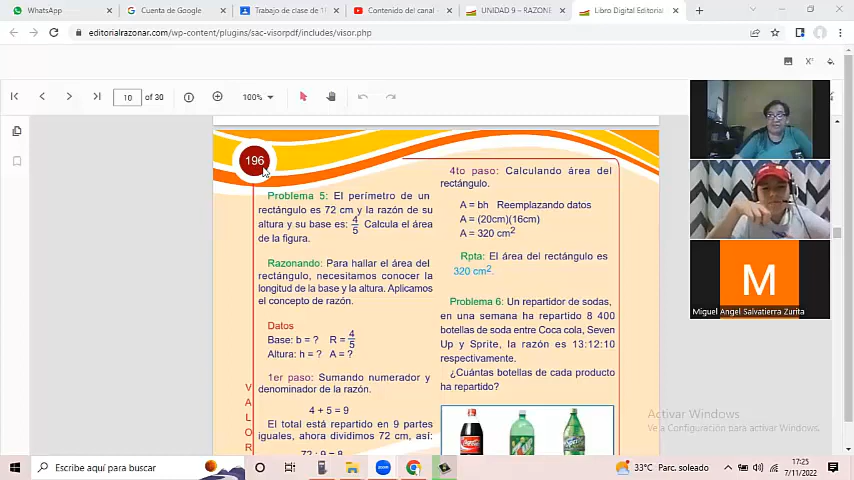 WhatsApp
Cuenta de Google
Trabajo de clase de 1
Contenido del canal
UNIDAD 9 – RAZONE
Libro Digital Editorial
editorialrazonar.com/wp-content/plugins/sac-visorpdf/includes/visor.php
10 of 30
100%
196
Problema 5: El perímetro de un
rectángulo es 72 cm y la razón de su
altura y su base es: 4/5 Calcula el área
de la figura.
Razonando: Para hallar el área del
rectángulo, necesitamos conocer la
longitud de la base y la altura. Aplicamos
el concepto de razón.
Datos
Base: b = ? R = 4/5
Altura: h = ? A = ?
1er paso: Sumando numerador y
denominador de la razón.
4 + 5 = 9
El total está repartido en 9 partes
iguales, ahora dividimos 72 cm, así:
72 ÷ 9 = 8
V
A
L
O
R
4to paso: Calculando área del
rectángulo.
A = bh Reemplazando datos
A = (20cm)(16cm)
A = 320 cm²
Rpta: El área del rectángulo es
320 cm².
Problema 6: Un repartidor de sodas,
en una semana ha repartido 8 400
botellas de soda entre Coca cola, Seven
Up y Sprite, la razón es 13:12:10
respectivamente.
¿Cuántas botellas de cada producto
ha repartido?
M
Miguel Angel Salvatierra Zurita
Activar Windows
Ve a Configuración para activar Windows.
Escribe aquí para buscar
33°C Parc. soleado
17:25
7/11/2022